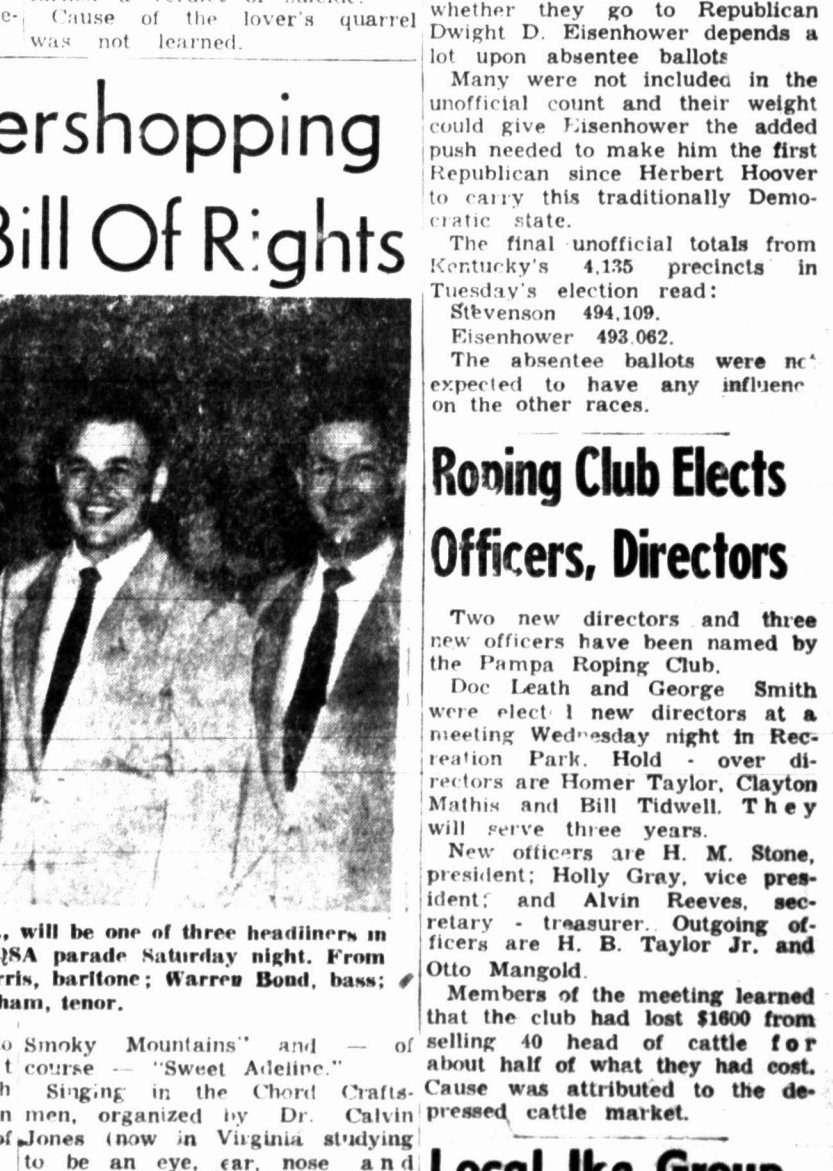 Cause of the lover's quarrel
was not learned.
ershopping
Bill Of Rights
, will be one of three headliners in
QSA parade Saturday night. From
rris, baritone; Warren Bond, bass;
ham, tenor.
o Smoky Mountains" and — of
t course — "Sweet Adeline."
h Singing in the Chord Crafts-
n men, organized by Dr. Calvin
of Jones (now in Virginia studying
to be an eye, ear, nose and
whether they go to Republican
Dwight D. Eisenhower depends a
lot upon absentee ballots
Many were not included in the
unofficial count and their weight
could give Eisenhower the added
push needed to make him the first
Republican since Herbert Hoover
to carry this traditionally Demo-
cratic state.
The final unofficial totals from
Kentucky's 4,135 precincts in
Tuesday's election read:
Stevenson 494,109.
Eisenhower 493,062.
The absentee ballots were not
expected to have any influenc
on the other races.
Roping Club Elects
Officers, Directors
Two new directors and three
new officers have been named by
the Pampa Roping Club.
Doc Leath and George Smith
were elect d new directors at a
meeting Wednesday night in Rec-
reation Park. Hold - over di-
rectors are Homer Taylor, Clayton
Mathis and Bill Tidwell. They
will serve three years.
New officers are H. M. Stone,
president; Holly Gray, vice pres-
ident; and Alvin Reeves, sec-
retary - treasurer. Outgoing of-
ficers are H. B. Taylor Jr. and
Otto Mangold.
Members of the meeting learned
that the club had lost $1600 from
selling 40 head of cattle for
about half of what they had cost.
Cause was attributed to the de-
pressed cattle market.
Local Ike Group